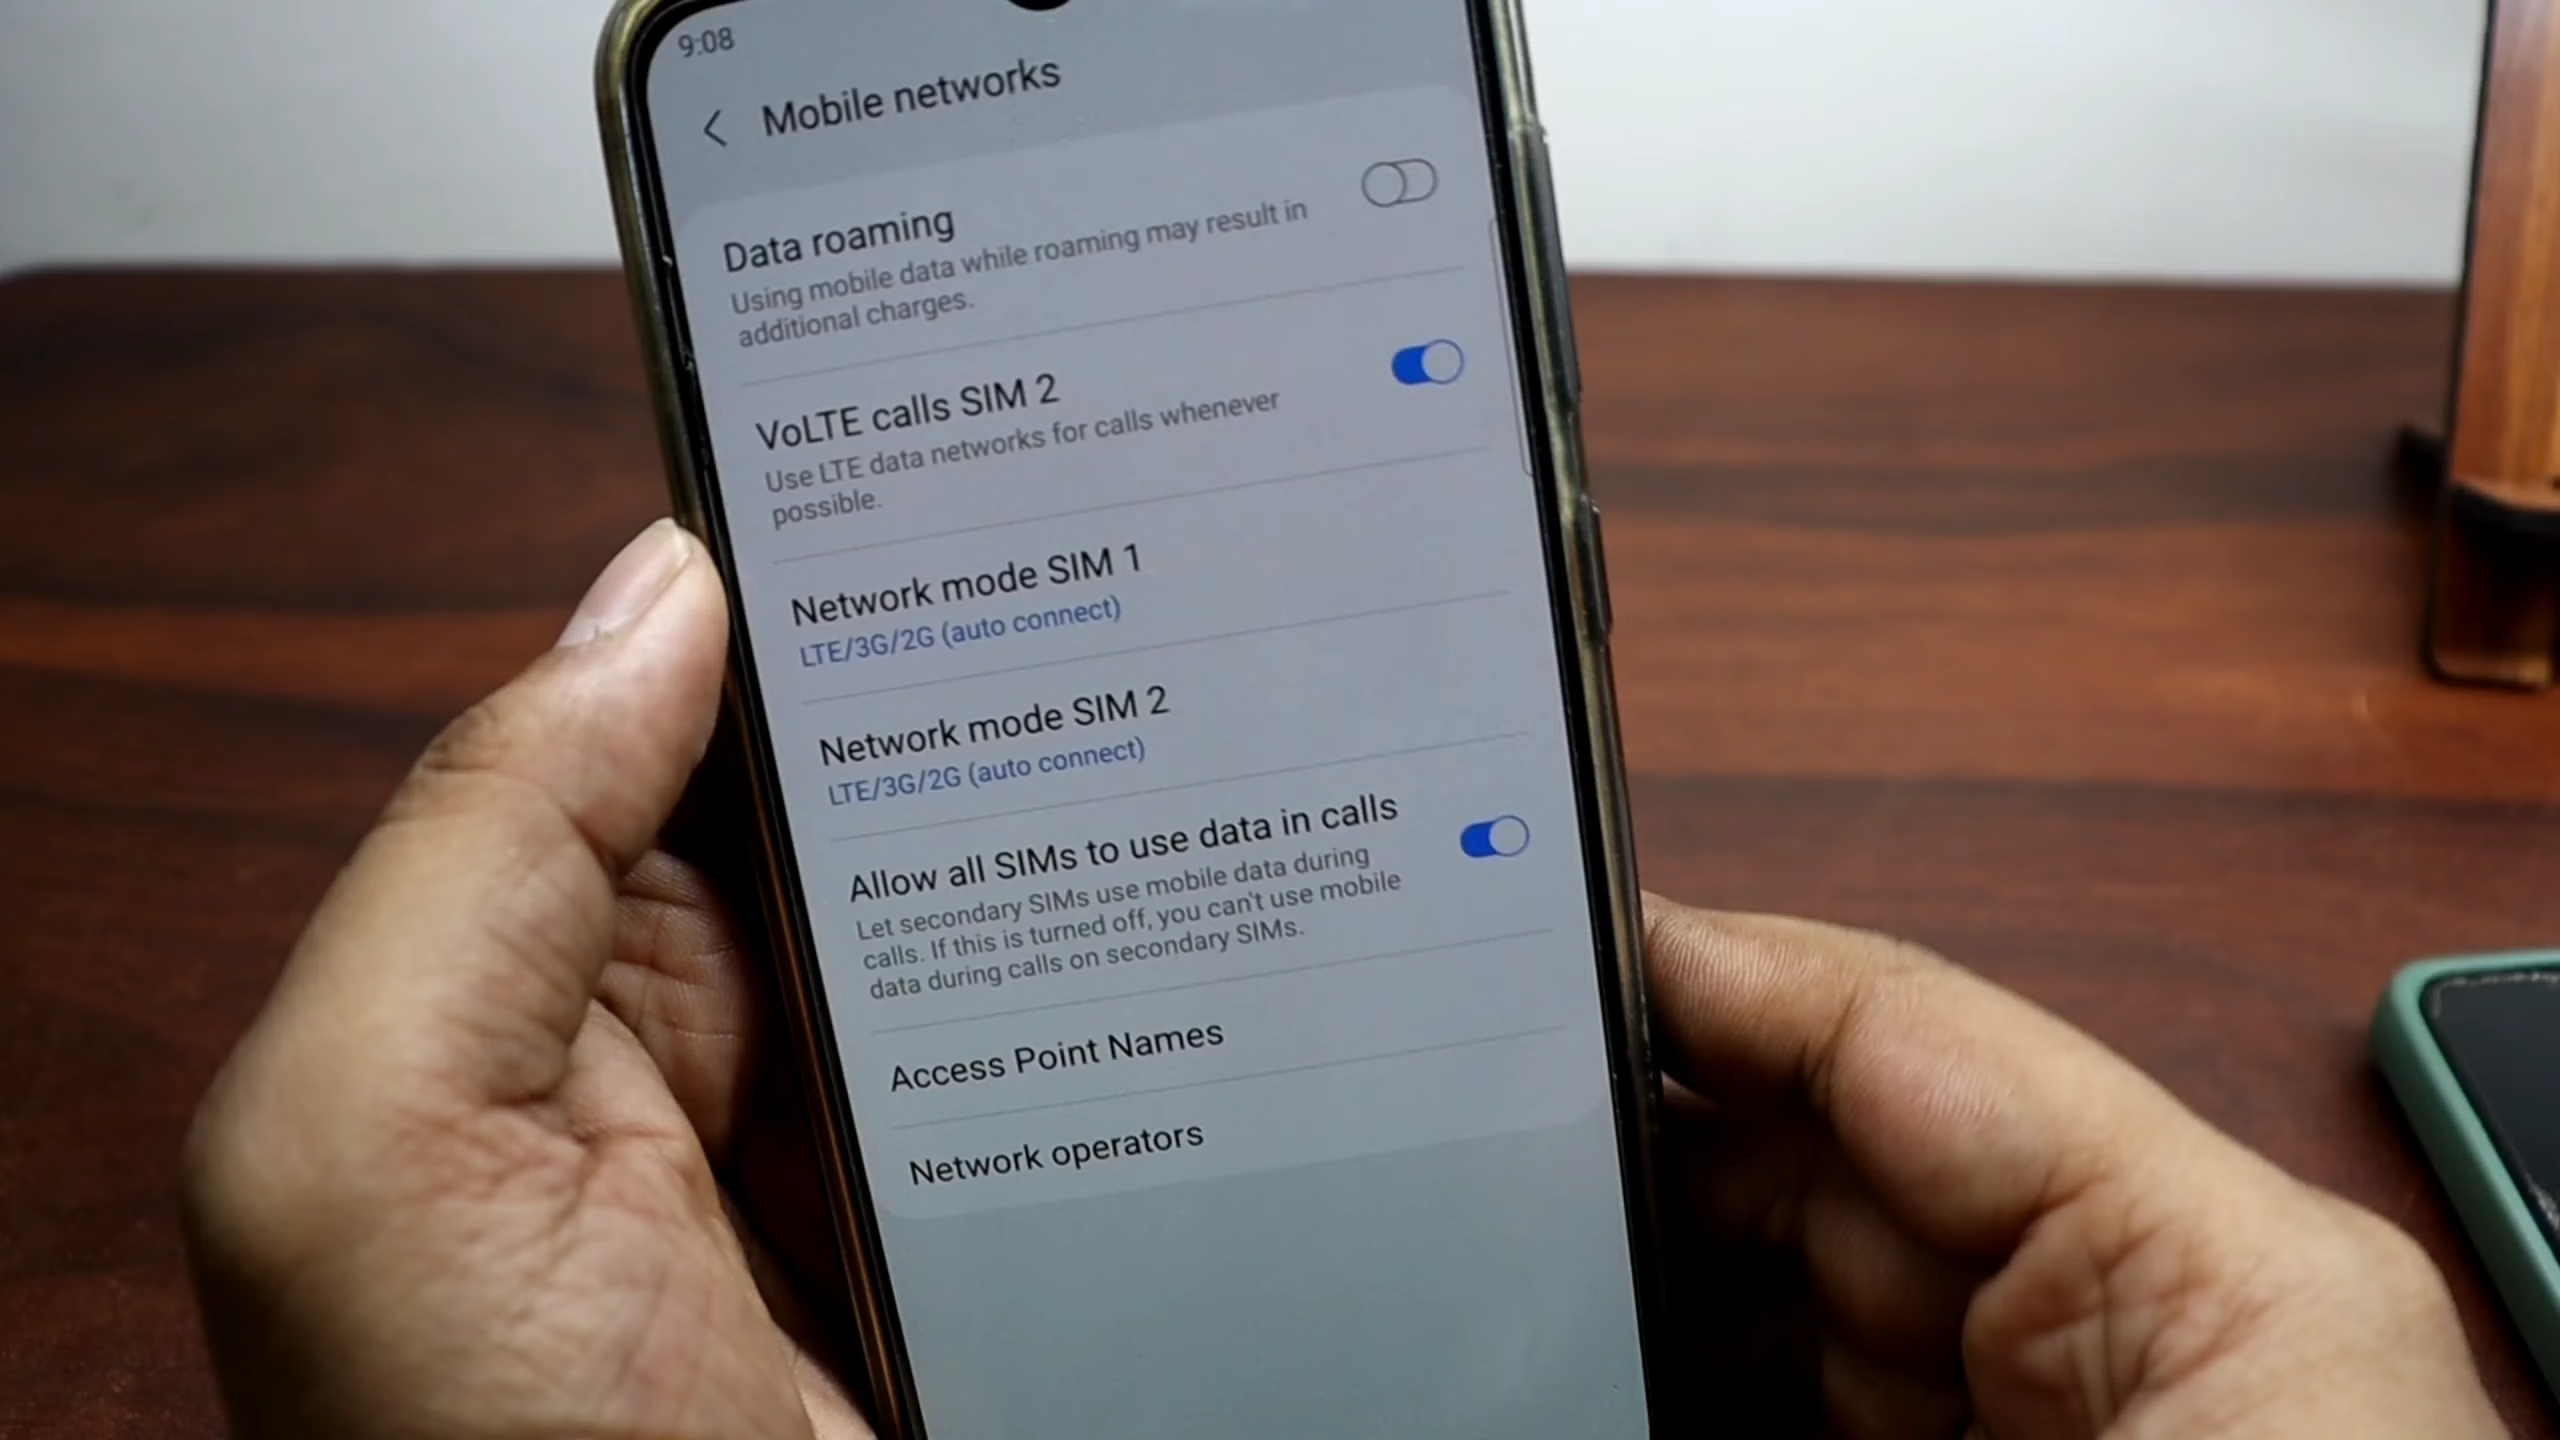 9:08
Mobile networks
Data roaming
Using mobile data while roaming may result in
additional charges.
VoLTE calls SIM 2
Use LTE data networks for calls whenever
possible.
Network mode SIM 1
LTE/3G/2G (auto connect)
Network mode SIM 2
LTE/3G/2G (auto connect)
Allow all SIMs to use data in calls
Let secondary SIMs use mobile data during
calls. If this is turned off, you can't use mobile
data during calls on secondary SIMs.
Access Point Names
Network operators